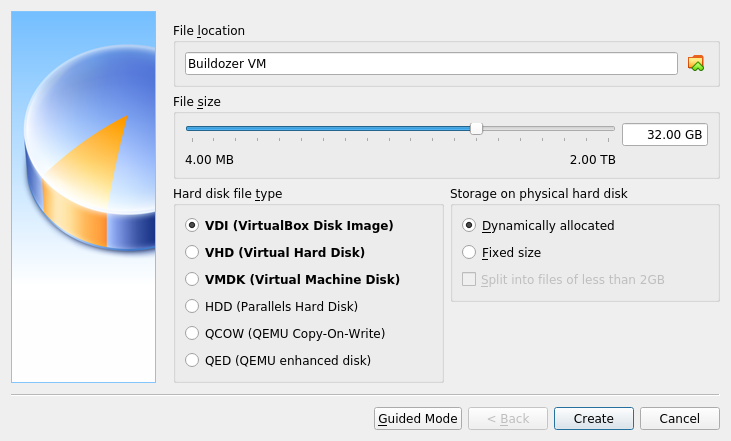 File location
Buildozer VM
File size
32.00 GB
4.00 MB
2.00 TB
Hard disk file type
VDI (VirtualBox Disk Image)
VHD (Virtual Hard Disk)
VMDK (Virtual Machine Disk)
HDD (Parallels Hard Disk)
QCOW (QEMU Copy-On-Write)
QED (QEMU enhanced disk)
Storage on physical hard disk
Dynamically allocated
Fixed size
Split into files of less than 2GB
Guided Mode
< Back
Create
Cancel